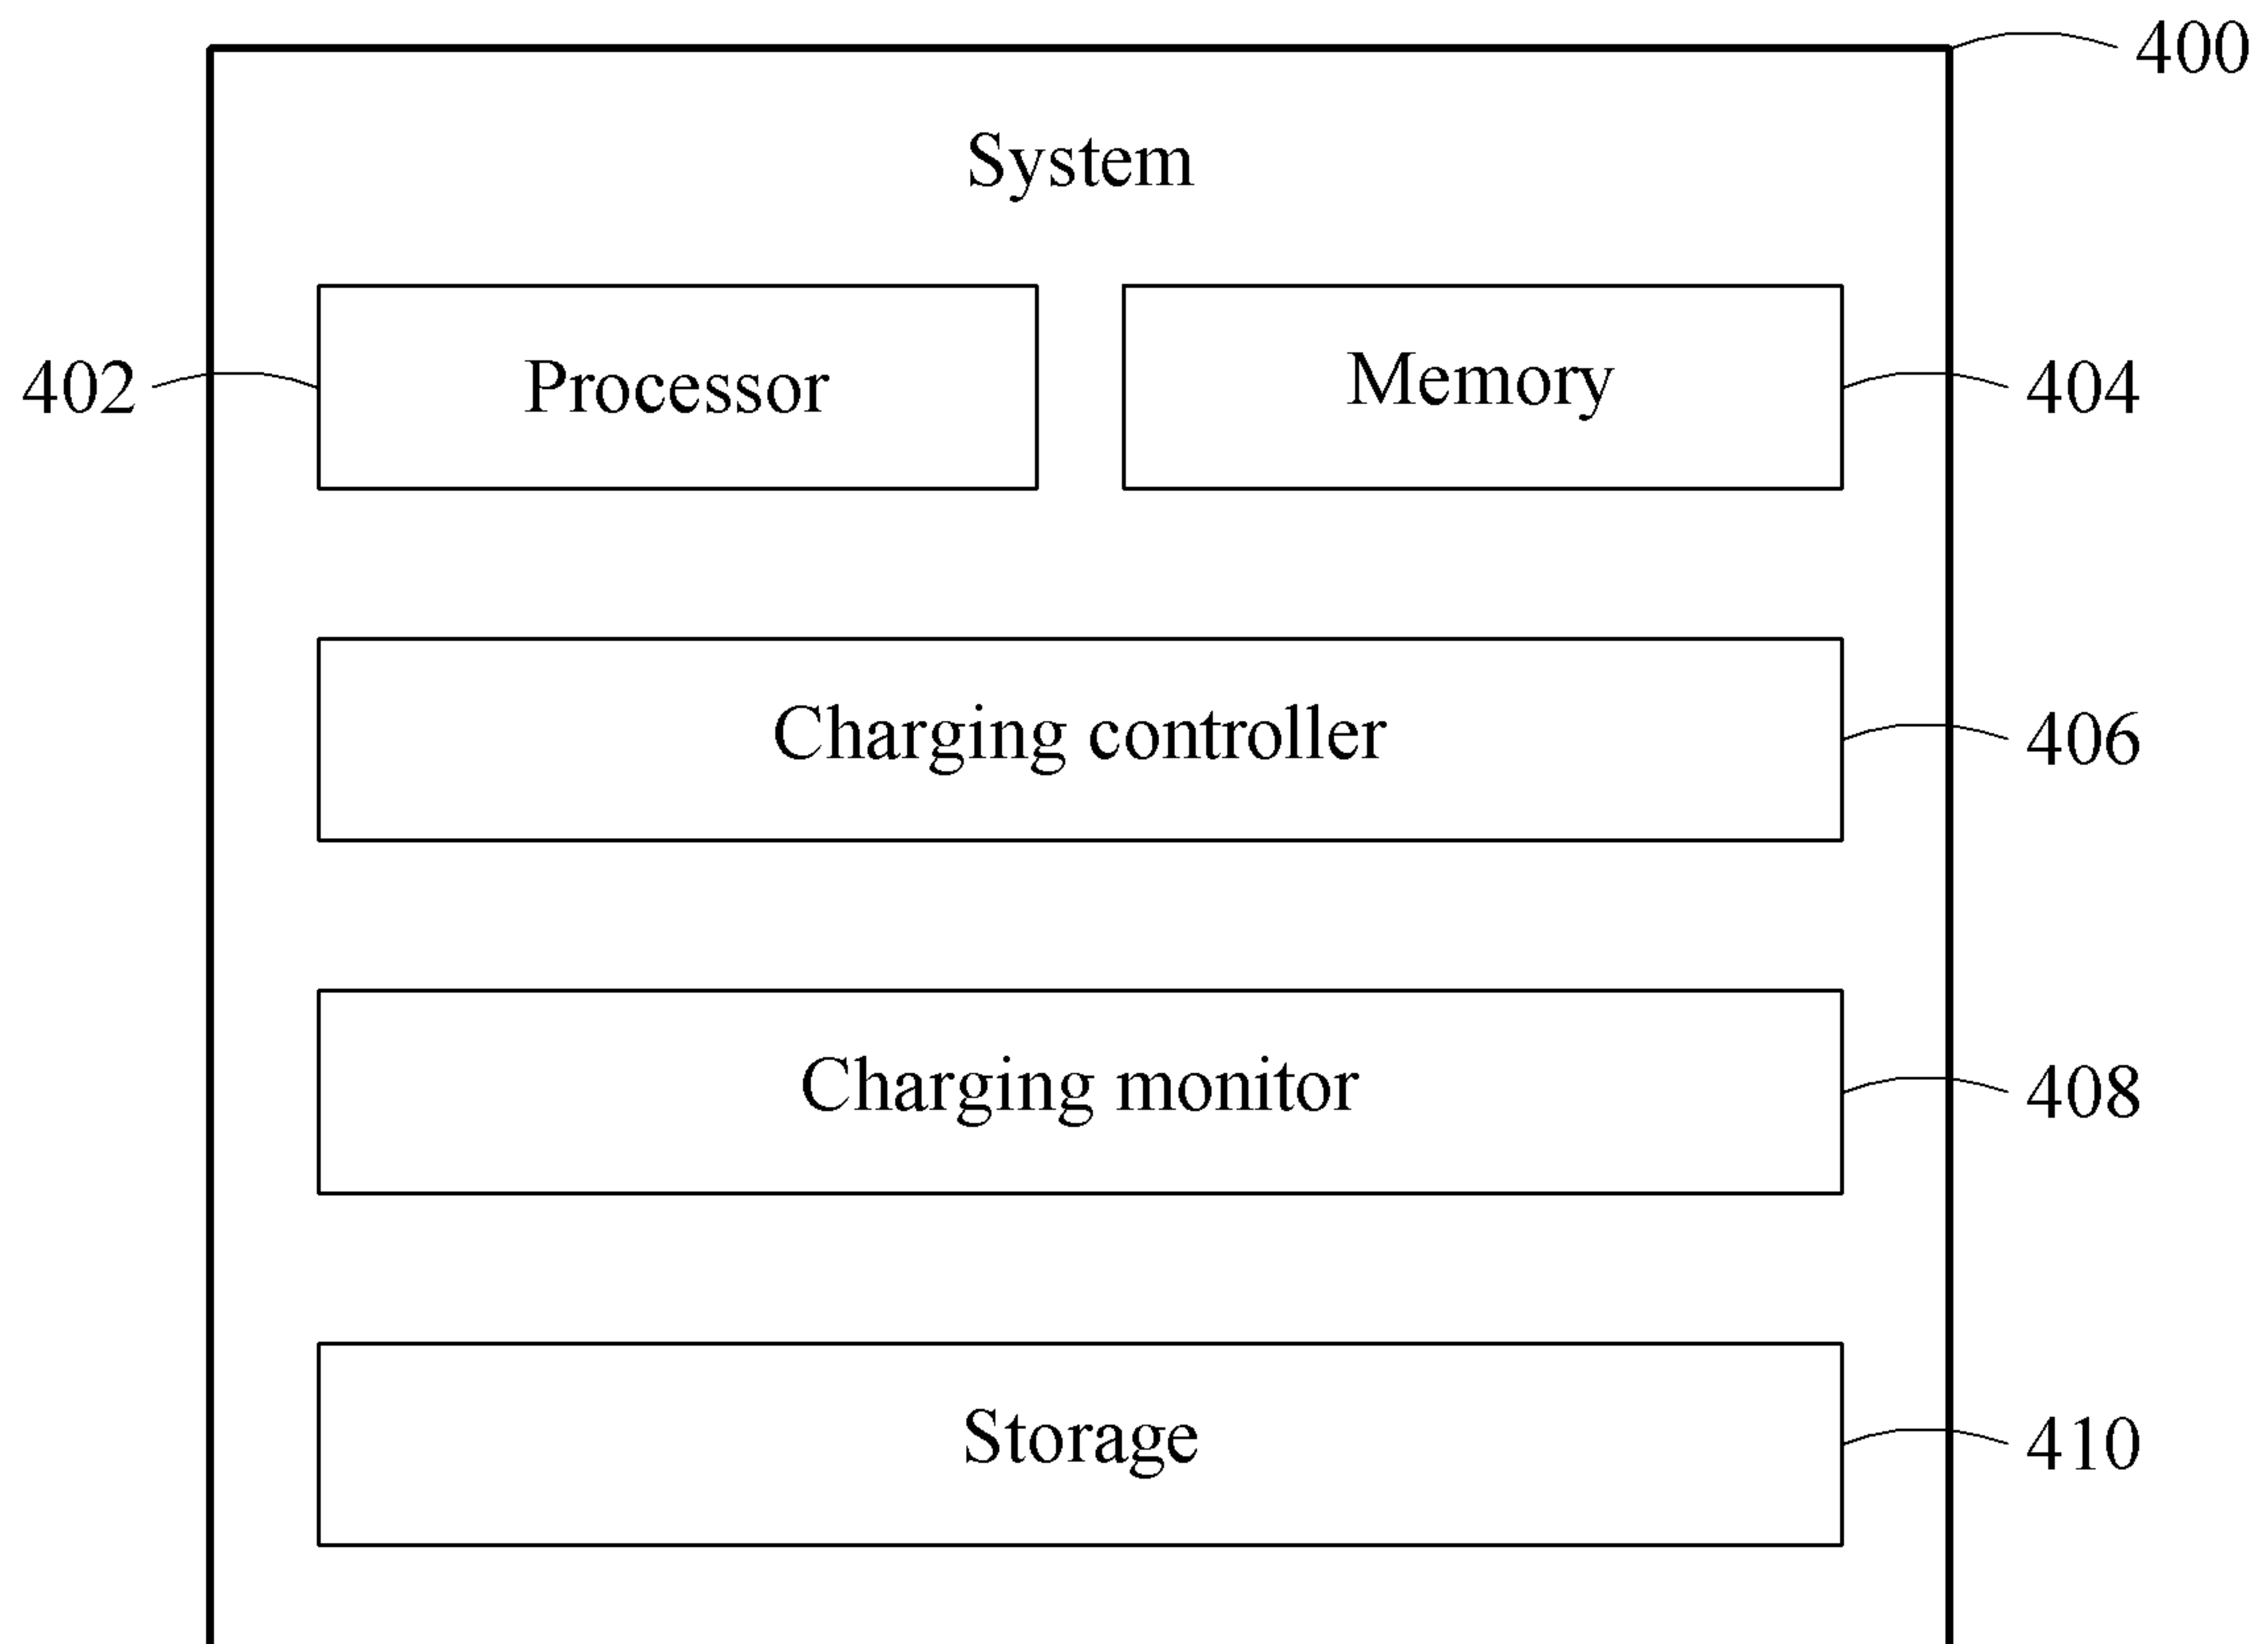 400
System
402 Processor Memory 404
Charging controller 406
Charging monitor 408
Storage 410